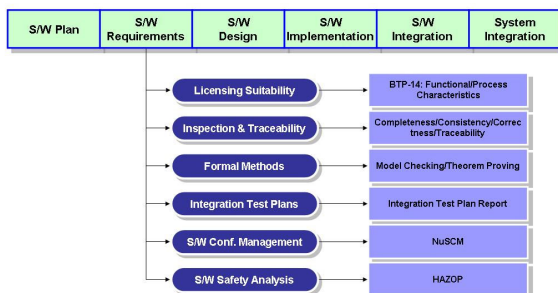 S/W Plan
S/W
Requirements
S/W
Design
S/W
Implementation
S/W
Integration
System
Integration
Licensing Suitability
BTP-14: Functional/Process
Characteristics
Inspection & Traceability
Completeness/Consistency/Correc
tness/Traceability
Formal Methods
Model Checking/Theorem Proving
Integration Test Plans
Integration Test Plan Report
S/W Conf. Management
NuSCM
S/W Safety Analysis
HAZOP